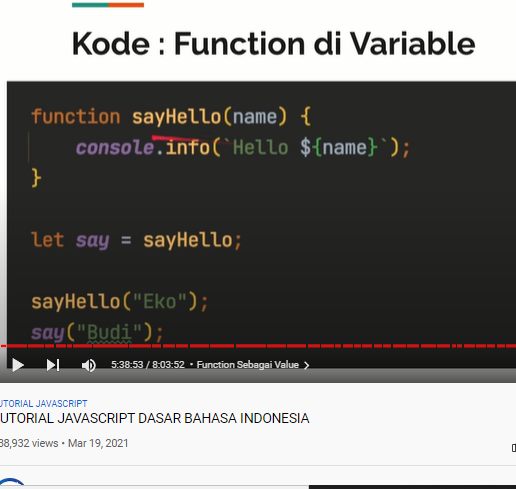 Kode : Function di Variable
function sayHello(name) {
console.info(`Hello ${name}`);
}
let say = sayHello;
sayHello("Eko");
say("Budi");
5:38:53 / 8:03:52 • Function Sebagai Value >
UTORIAL JAVASCRIPT
UTORIAL JAVASCRIPT DASAR BAHASA INDONESIA
38,932 views • Mar 19, 2021